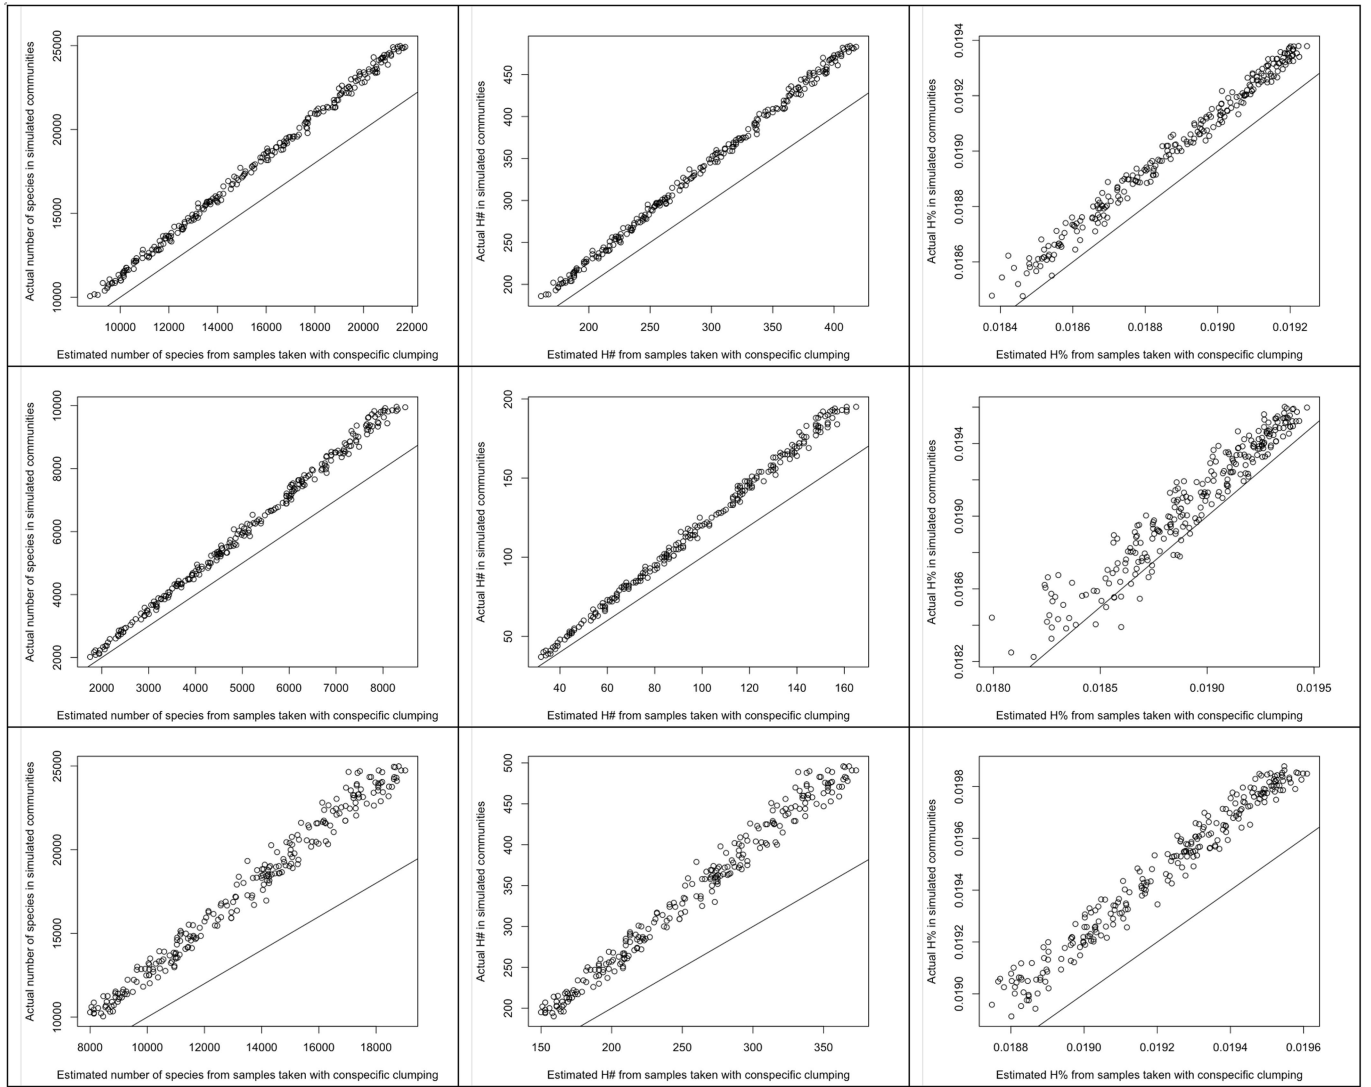 Actual number of species in simulated communities
10000 15000 20000 25000
10000 12000 14000 16000 18000 20000 22000
Estimated number of species from samples taken with conspecific clumping
Actual H# in simulated communities
200 250 300 350 400 450
200 250 300 350 400
Estimated H# from samples taken with conspecific clumping
Actual H% in simulated communities
0.0186 0.0188 0.0190 0.0192 0.0194
0.0184 0.0186 0.0188 0.0190 0.0192
Estimated H% from samples taken with conspecific clumping
Actual number of species in simulated communities
2000 4000 6000 8000 10000
2000 3000 4000 5000 6000 7000 8000
Estimated number of species from samples taken with conspecific clumping
Actual H# in simulated communities
50 100 150 200
40 60 80 100 120 140 160
Estimated H# from samples taken with conspecific clumping
Actual H% in simulated communities
0.0182 0.0186 0.0190 0.0194
0.0180 0.0185 0.0190 0.0195
Estimated H% from samples taken with conspecific clumping
Actual number of species in simulated communities
10000 15000 20000 25000
8000 10000 12000 14000 16000 18000
Estimated number of species from samples taken with conspecific clumping
Actual H# in simulated communities
200 250 300 350 400 450 500
150 200 250 300 350
Estimated H# from samples taken with conspecific clumping
Actual H% in simulated communities
0.0190 0.0192 0.0194 0.0196 0.0198
0.0188 0.0190 0.0192 0.0194 0.0196
Estimated H% from samples taken with conspecific clumping